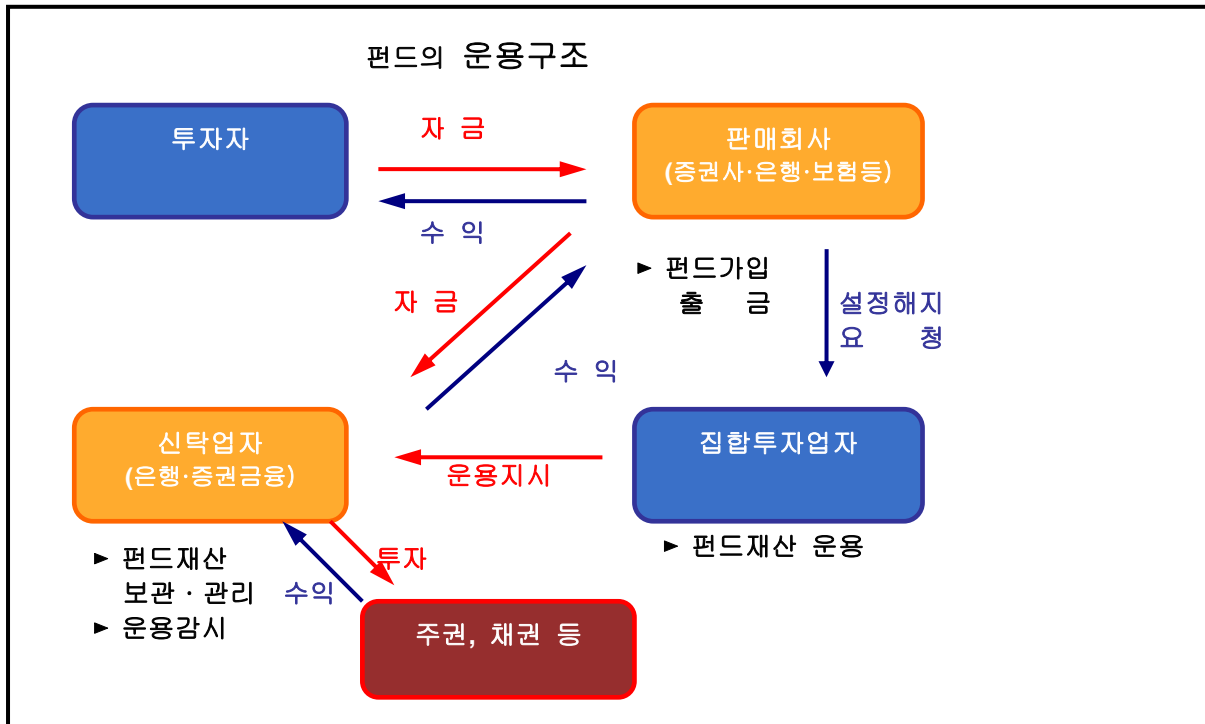 펀드의 운용구조
투자자
자 금
수 익
판매회사
(증권사·은행·보험등)
► 펀드가입
출 금
설정해지
요 청
자 금
수 익
신탁업자
(은행·증권금융)
운용지시
집합투자업자
► 펀드재산 운용
► 펀드재산
보관 · 관리
► 운용감시
투자
수익
주권, 채권 등